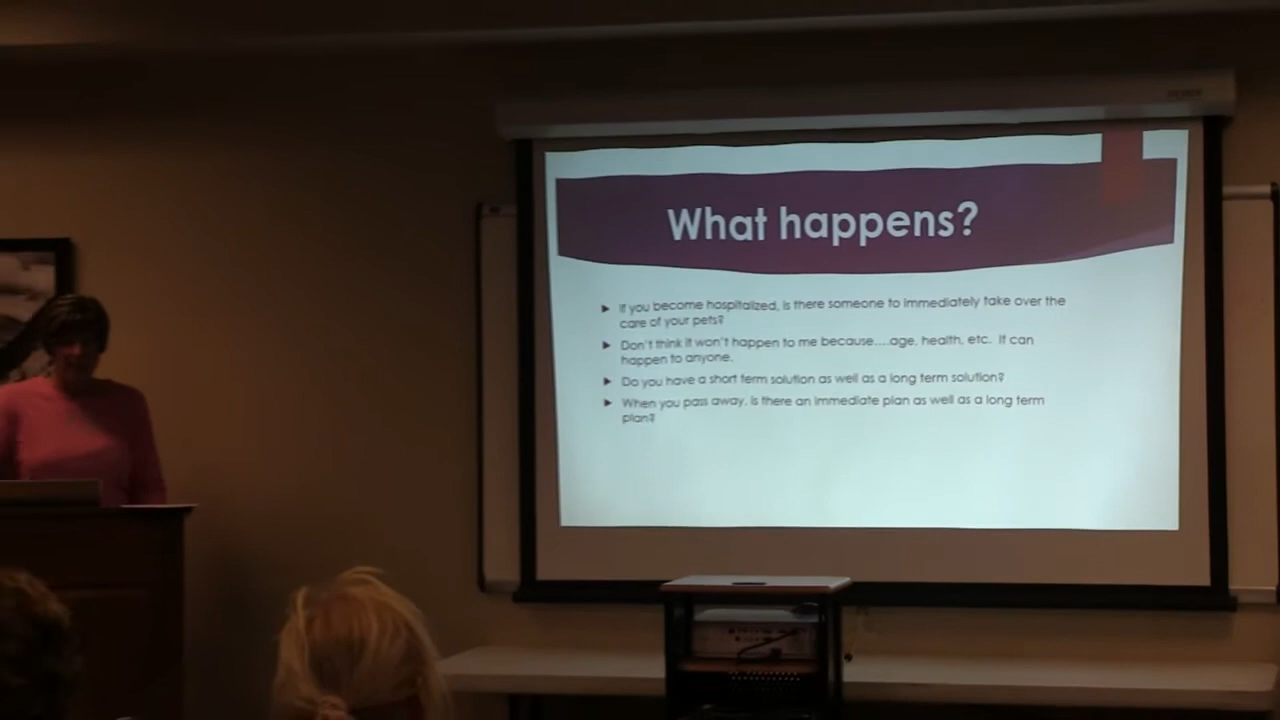 What happens?
If you become hospitalized, is there someone to immediately take over the
care of your pets?
Don't think it won't happen to me because....age, health, etc. It can
happen to anyone.
Do you have a short term solution as well as a long term solution?
When you pass away, is there an immediate plan as well as a long term
plan?